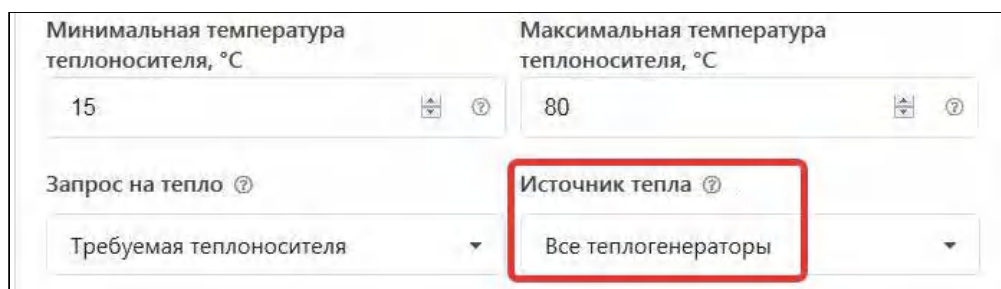 Минимальная температура
теплоносителя, °C
Максимальная температура
теплоносителя, °C
15
80
Запрос на тепло
Источник тепла
Требуемая теплоносителя
Все теплогенераторы